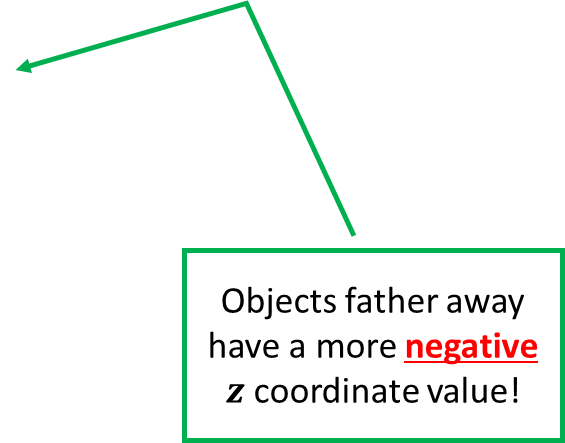 Objects father away
have a more negative
z coordinate value!